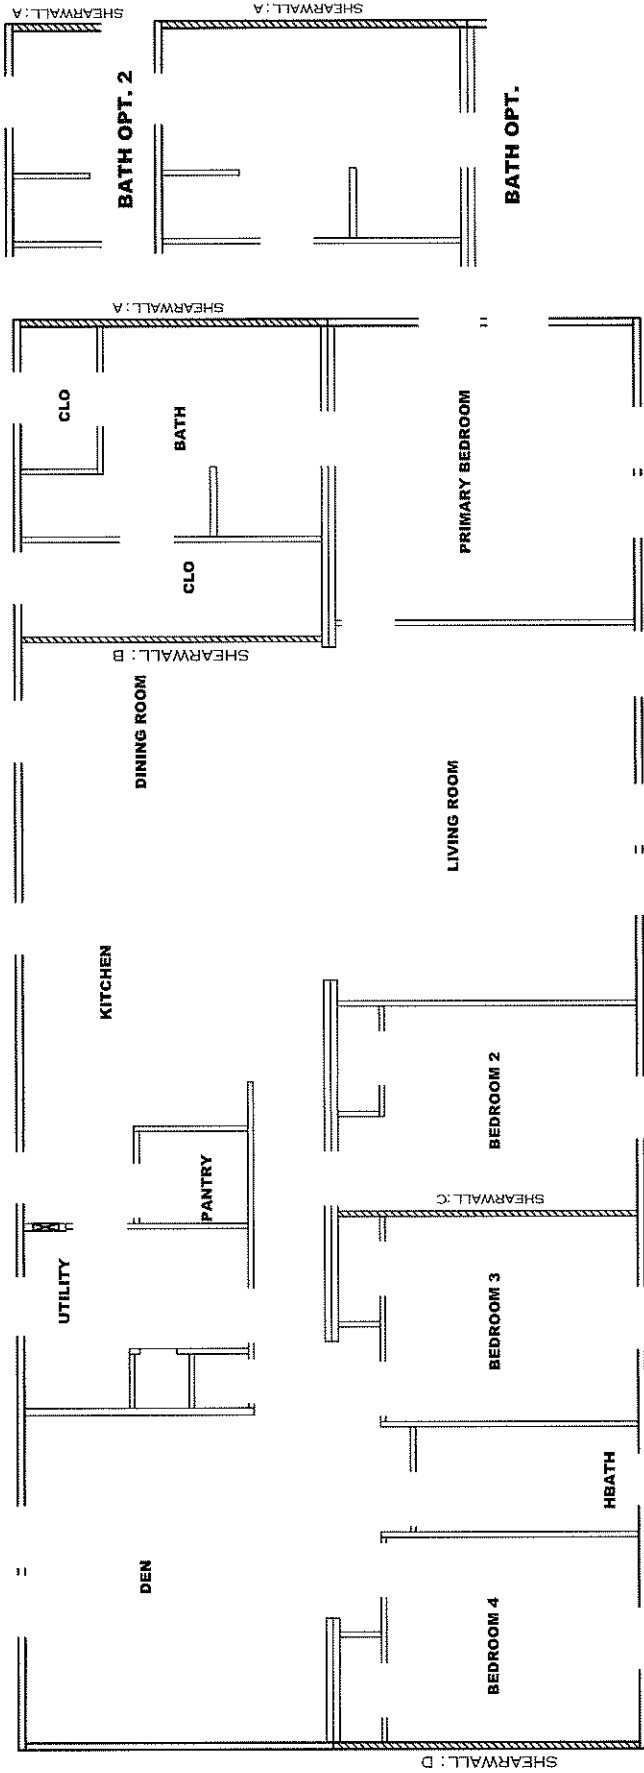 SHEARWALL:A
BATH OPT. 2
SHEARWALL:A
BATH OPT.
SHEARWALL:A
CLO
BATH
PRIMARY BEDROOM
CLO
SHEARWALL: B
DINING ROOM
LIVING ROOM
KITCHEN
BEDROOM 2
PANTRY
SHEARWALL:C
UTILITY
BEDROOM 3
HBATH
DEN
BEDROOM 4
SHEARWALL: D